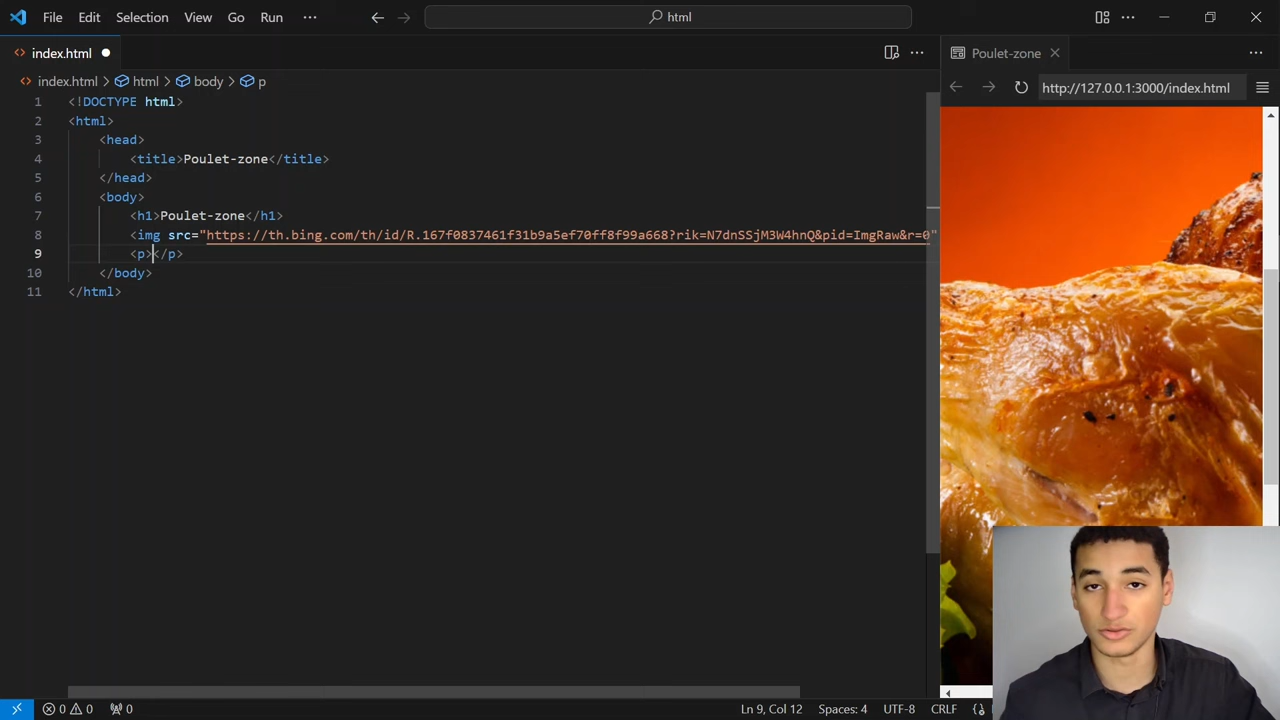 File Edit Selection View Go Run ··· html
index.html
Poulet-zone
index.html > html > body > p
http://127.0.0.1:3000/index.html
1 <!DOCTYPE html>
2 <html>
3 <head>
4 <title>Poulet-zone</title>
5 </head>
6 <body>
7 <h1>Poulet-zone</h1>
8 <img src="https://th.bing.com/th/id/R.167f0837461f31b9a5ef70ff8f99a668?rik=N7dnSSjM3W4hnQ&pid=ImgRaw&r=0"
9 <p></p>
10 </body>
11 </html>
0 0 0 Ln 9, Col 12 Spaces: 4 UTF-8 CRLF {}